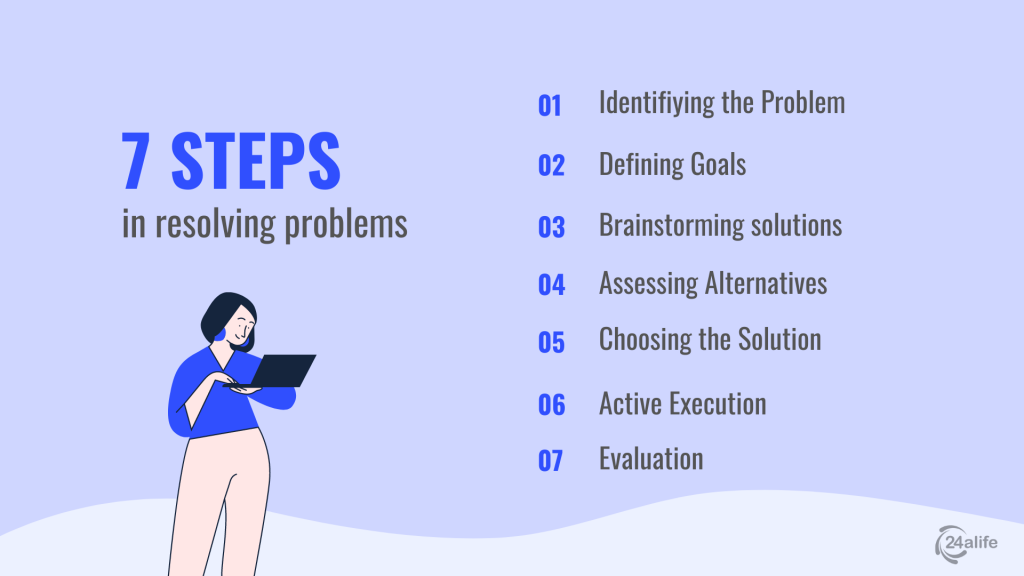 7 STEPS
in resolving problems
01 Identifiying the Problem
02 Defining Goals
03 Brainstorming solutions
04 Assessing Alternatives
05 Choosing the Solution
06 Active Execution
07 Evaluation
24alife